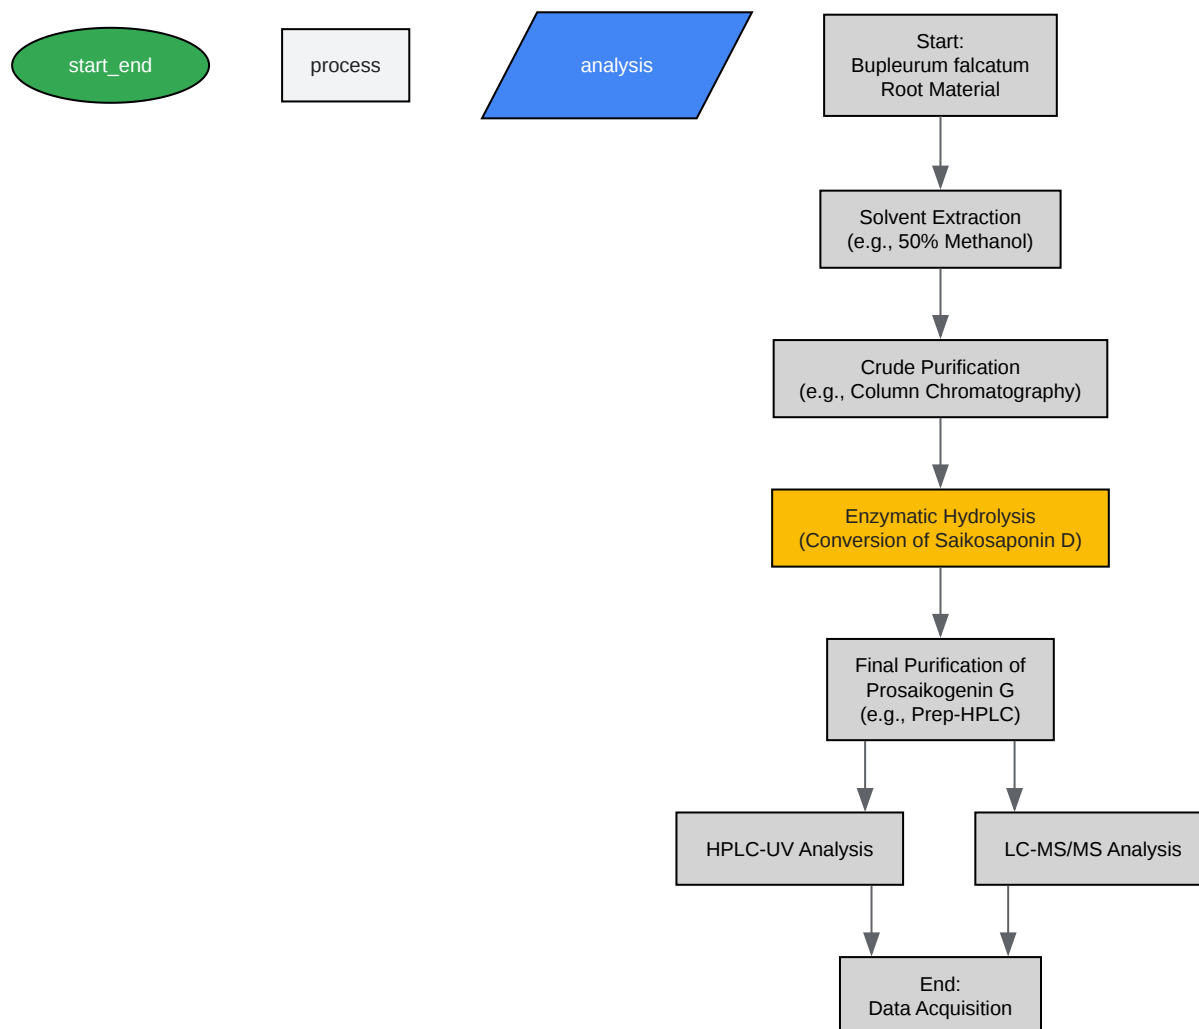 start_end
process
analysis
Start:
Bupleurum falcatum
Root Material
Solvent Extraction
(e.g., 50% Methanol)
Crude Purification
(e.g., Column Chromatography)
Enzymatic Hydrolysis
(Conversion of Saikosaponin D)
Final Purification of
Prosaikogenin G
(e.g., Prep-HPLC)
HPLC-UV Analysis
LC-MS/MS Analysis
End:
Data Acquisition